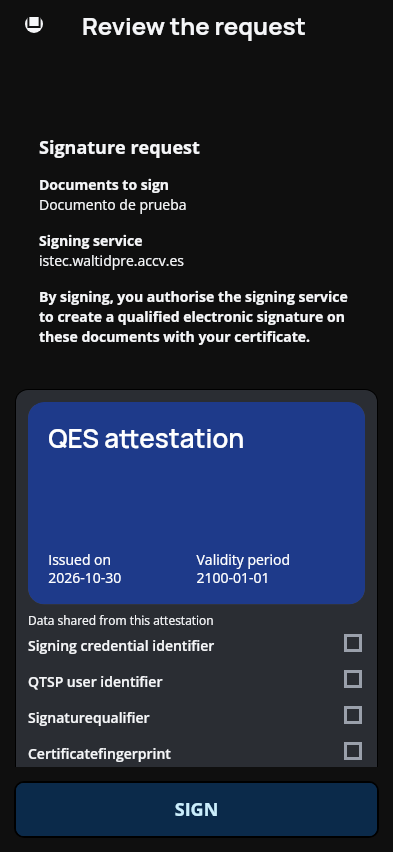 Review the request
Signature request
Documents to sign
Documento de prueba
Signing service
istec.waltidpre.accv.es
By signing, you authorise the signing service
to create a qualified electronic signature on
these documents with your certificate.
QES attestation
Issued on
2026-10-30
Validity period
2100-01-01
Data shared from this attestation
Signing credential identifier
QTSP user identifier
Signaturequalifier
Certificatefingerprint
SIGN